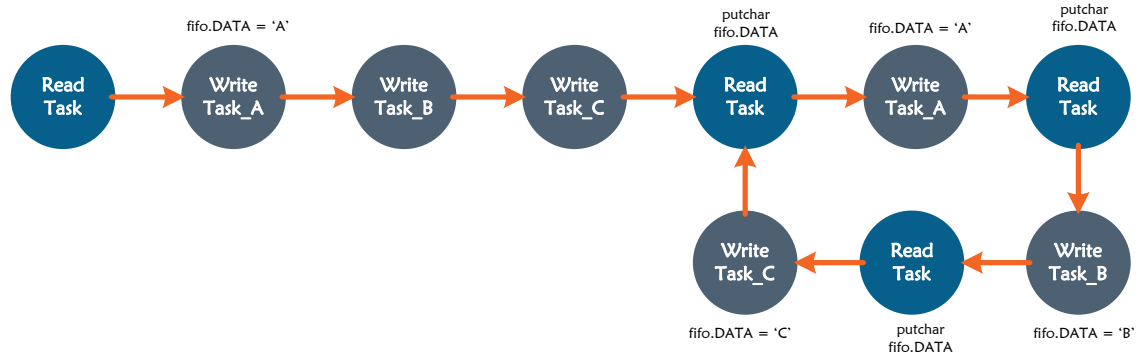 fifo.DATA = ‘A’
putchar
fifo.DATA
fifo.DATA = ‘A’
putchar
fifo.DATA
Read
Task
Write
Task_A
Write
Task_B
Write
Task_C
Read
Task
Write
Task_A
Read
Task
Write
Task_C
Read
Task
Write
Task_B
fifo.DATA = ‘C’
putchar
fifo.DATA
fifo.DATA = ‘B’